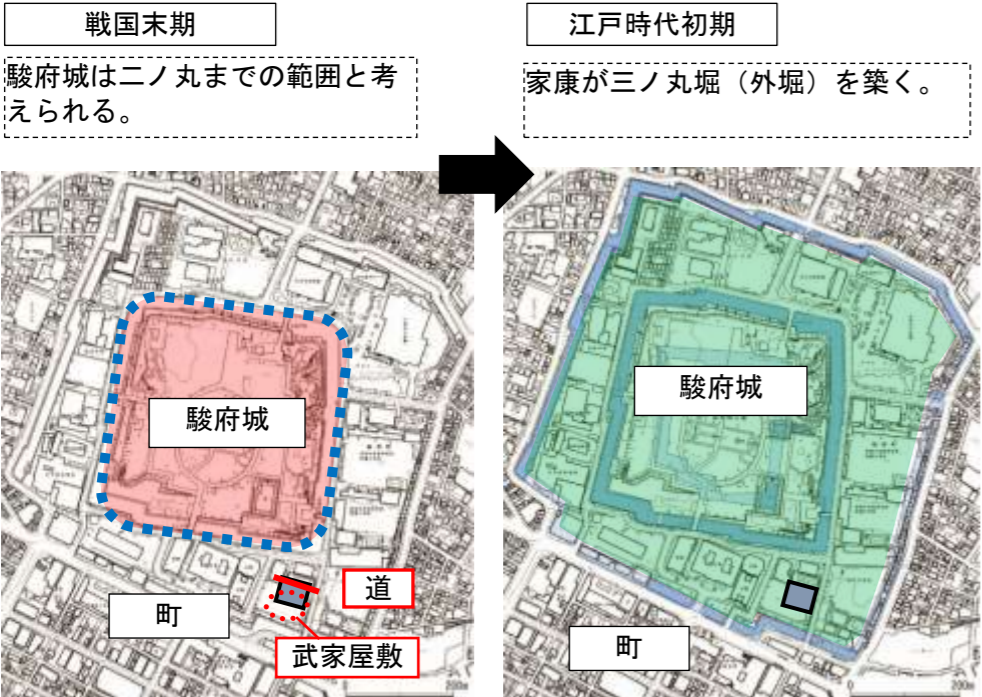 戦国末期
駿府城は二ノ丸までの範囲と考
えられる。
江戸時代初期
家康が三ノ丸堀（外堀）を築く。
駿府城
道
町
武家屋敷
駿府城
町